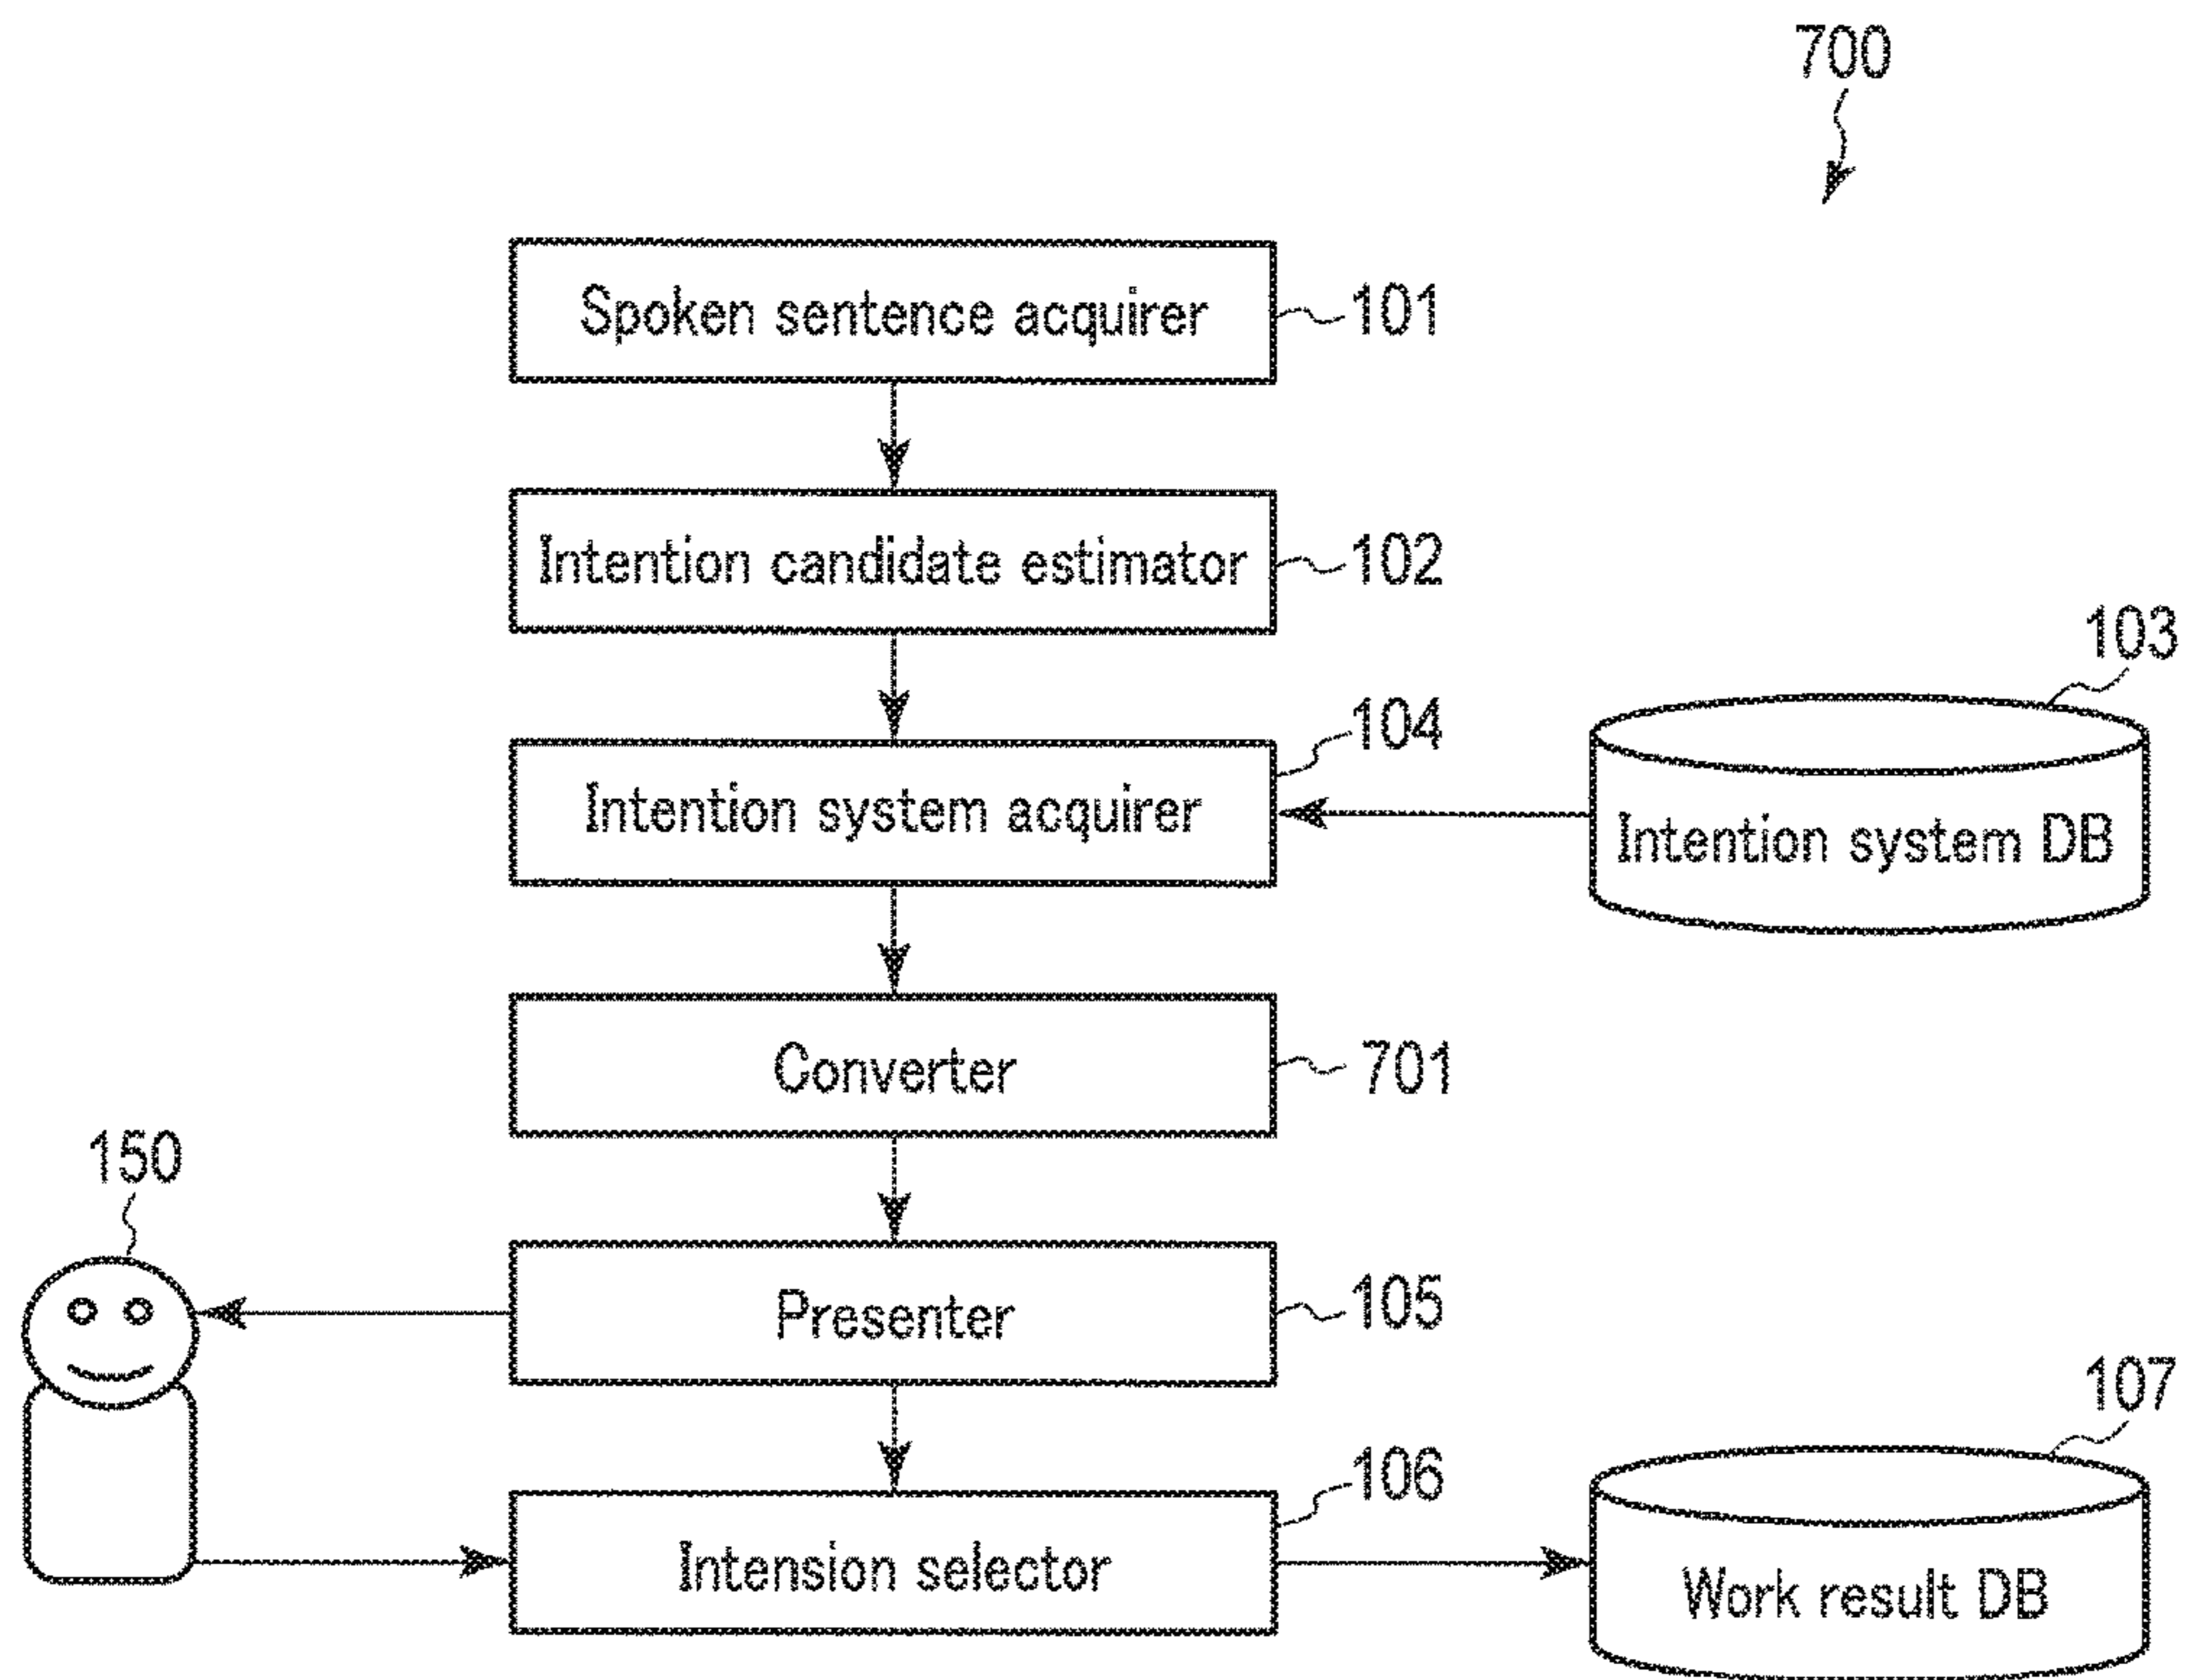 700
Spoken sentence acquirer
101
Intention candidate estimator
102
103
104
Intention system acquirer
Intention system DB
Converter
701
150
Presenter
105
107
106
Intension selector
Work result DB